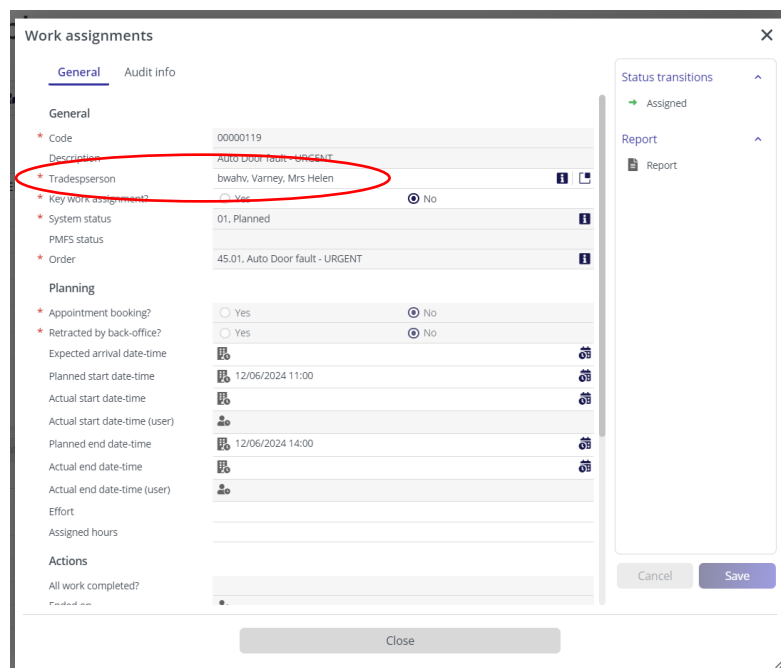 Work assignments
General Audit info
General
* Code 00000119
Description Auto Door fault - URGENT
* Tradespserson bwahv, Varney, Mrs Helen
* Key work assignment? Yes No
* System status 01, Planned
PMFS status
* Order 45.01, Auto Door fault - URGENT
Planning
* Appointment booking? Yes No
* Retracted by back-office? Yes No
Expected arrival date-time
Planned start date-time 12/06/2024 11:00
Actual start date-time
Actual start date-time (user)
Planned end date-time 12/06/2024 14:00
Actual end date-time
Actual end date-time (user)
Effort
Assigned hours
Actions
All work completed?
Ended on
Status transitions
Assigned
Report
Report
Cancel Save
Close